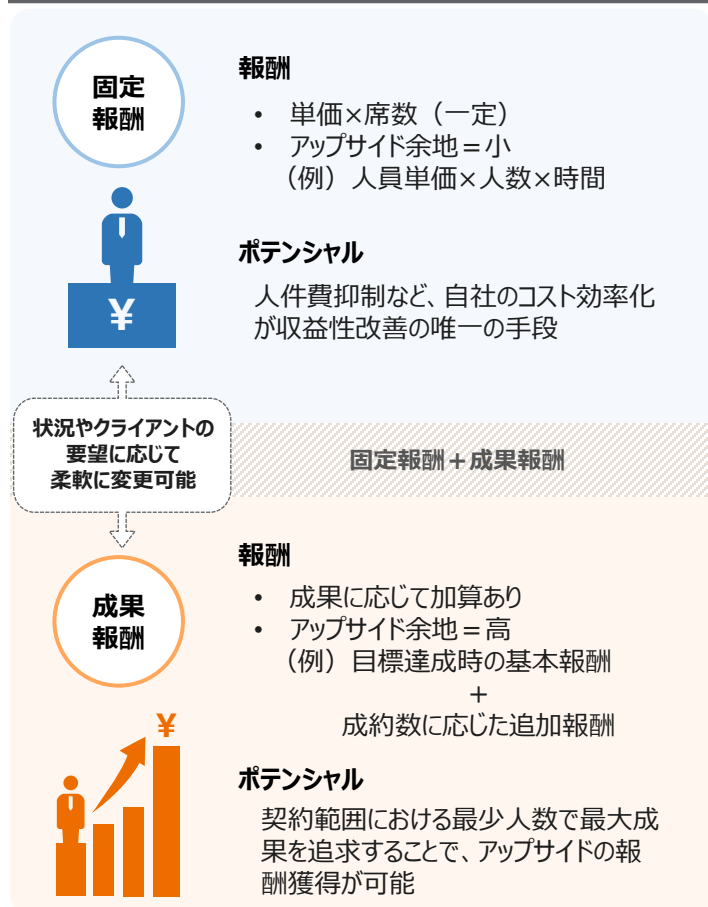 固定
報酬
報酬
• 単価×席数（一定）
• アップサイド余地＝小
（例）人員単価×人数×時間
¥
ポテンシャル
人件費抑制など、自社のコスト効率化
が収益性改善の唯一の手段
状況やクライアントの
要望に応じて
柔軟に変更可能
固定報酬＋成果報酬
成果
報酬
報酬
• 成果に応じて加算あり
• アップサイド余地＝高
（例）目標達成時の基本報酬
＋
成約数に応じた追加報酬
¥
ポテンシャル
契約範囲における最少人数で最大成
果を追求することで、アップサイドの報
酬獲得が可能